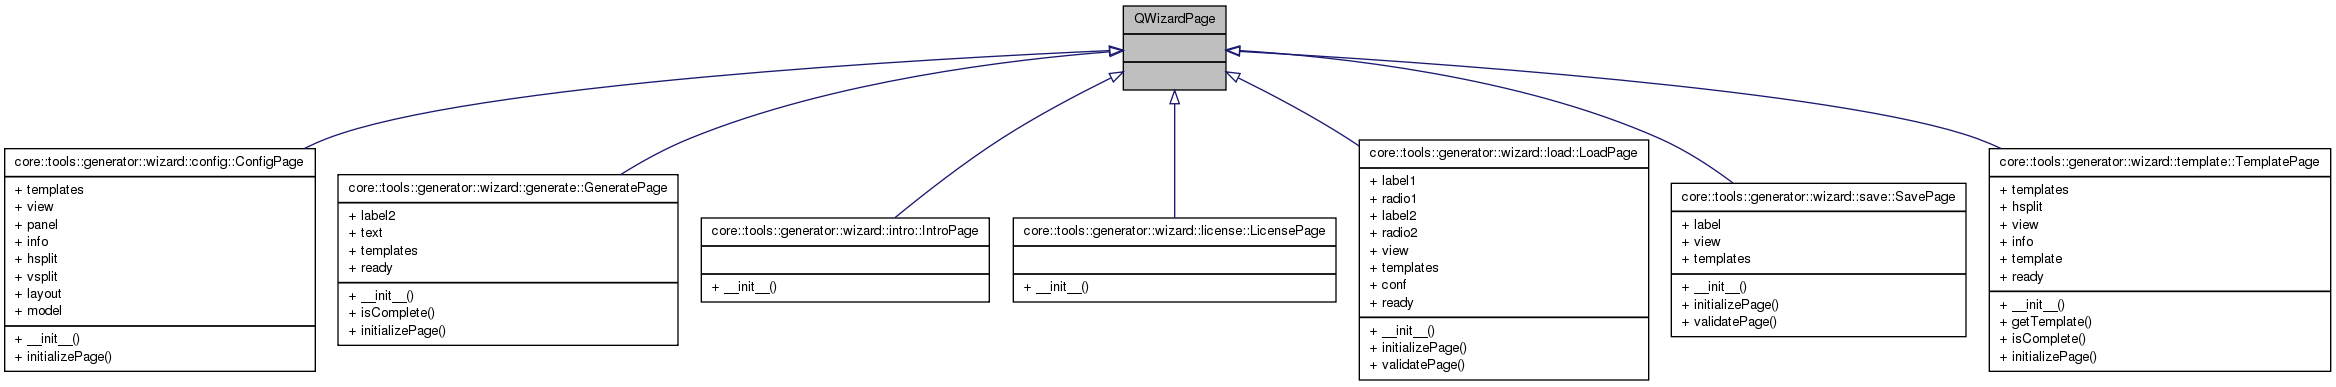 QWizardPage
core::tools::generator::wizard::config::ConfigPage
+ templates
+ view
+ panel
+ info
+ hsplit
+ vsplit
+ layout
+ model
+ __init__()
+ initializePage()
core::tools::generator::wizard::generate::GeneratePage
+ label2
+ text
+ templates
+ ready
+ __init__()
+ isComplete()
+ initializePage()
core::tools::generator::wizard::intro::IntroPage
+ __init__()
core::tools::generator::wizard::license::LicensePage
+ __init__()
core::tools::generator::wizard::load::LoadPage
+ label1
+ radio1
+ label2
+ radio2
+ view
+ templates
+ conf
+ ready
+ __init__()
+ initializePage()
+ validatePage()
core::tools::generator::wizard::save::SavePage
+ label
+ view
+ templates
+ __init__()
+ initializePage()
+ validatePage()
core::tools::generator::wizard::template::TemplatePage
+ templates
+ hsplit
+ view
+ info
+ template
+ ready
+ __init__()
+ getTemplate()
+ isComplete()
+ initializePage()